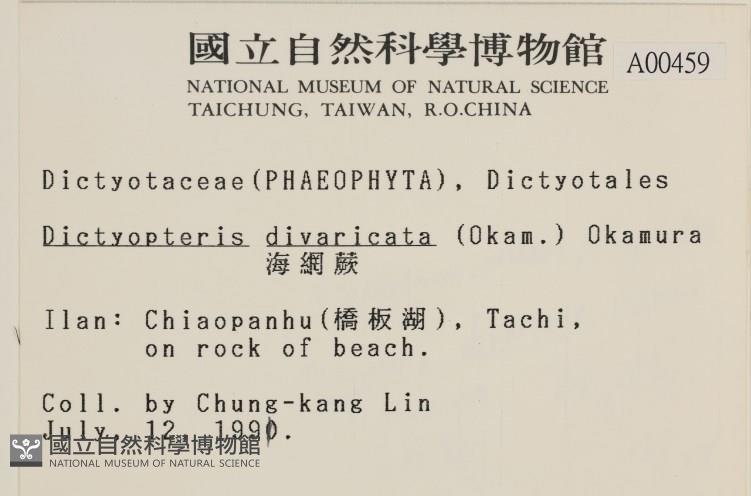 國立自然科學博物館
A00459
NATIONAL MUSEUM OF NATURAL SCIENCE
TAICHUNG, TAIWAN, R.O.CHINA
Dictyotaceae(PHAEOPHYTA), Dictyotales
Dictyopteris divaricata (Okam.) Okamura
海網蕨
Ilan: Chiaopanhu(橋板湖), Tachi,
on rock of beach.
Coll. by Chung-kang Lin
July, 12, 1990.
國立自然科學博物館
NATIONAL MUSEUM OF NATURAL SCIENCE